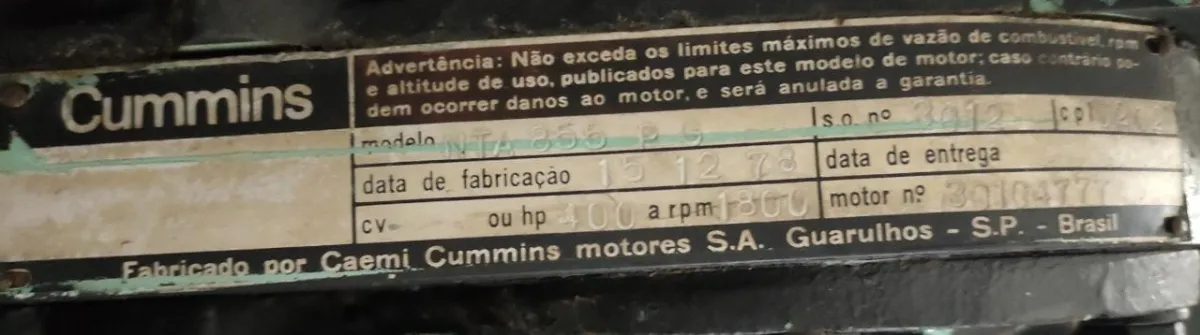 Cummins
Advertência: Não exceda os limites máximos de vazão de combustível, rpm
e altitude de uso, publicados para este modelo de motor; caso contrário po-
dem ocorrer danos ao motor, e será anulada a garantia.
modelo NTA 855 P G s.o. nº 3012 cpl
data de fabricação 15 12 78 data de entrega
cv- ou hp 400 a rpm 1800 motor nº
Fabricado por Caemi Cummins motores S.A. Guarulhos - S.P. - Brasil